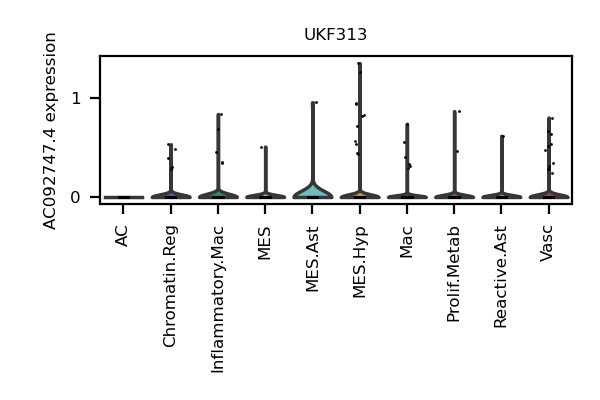 UKF313
AC092747.4 expression
1
0
AC
Chromatin.Reg
Inflammatory.Mac
MES
MES.Ast
MES.Hyp
Mac
Prolif.Metab
Reactive.Ast
Vasc